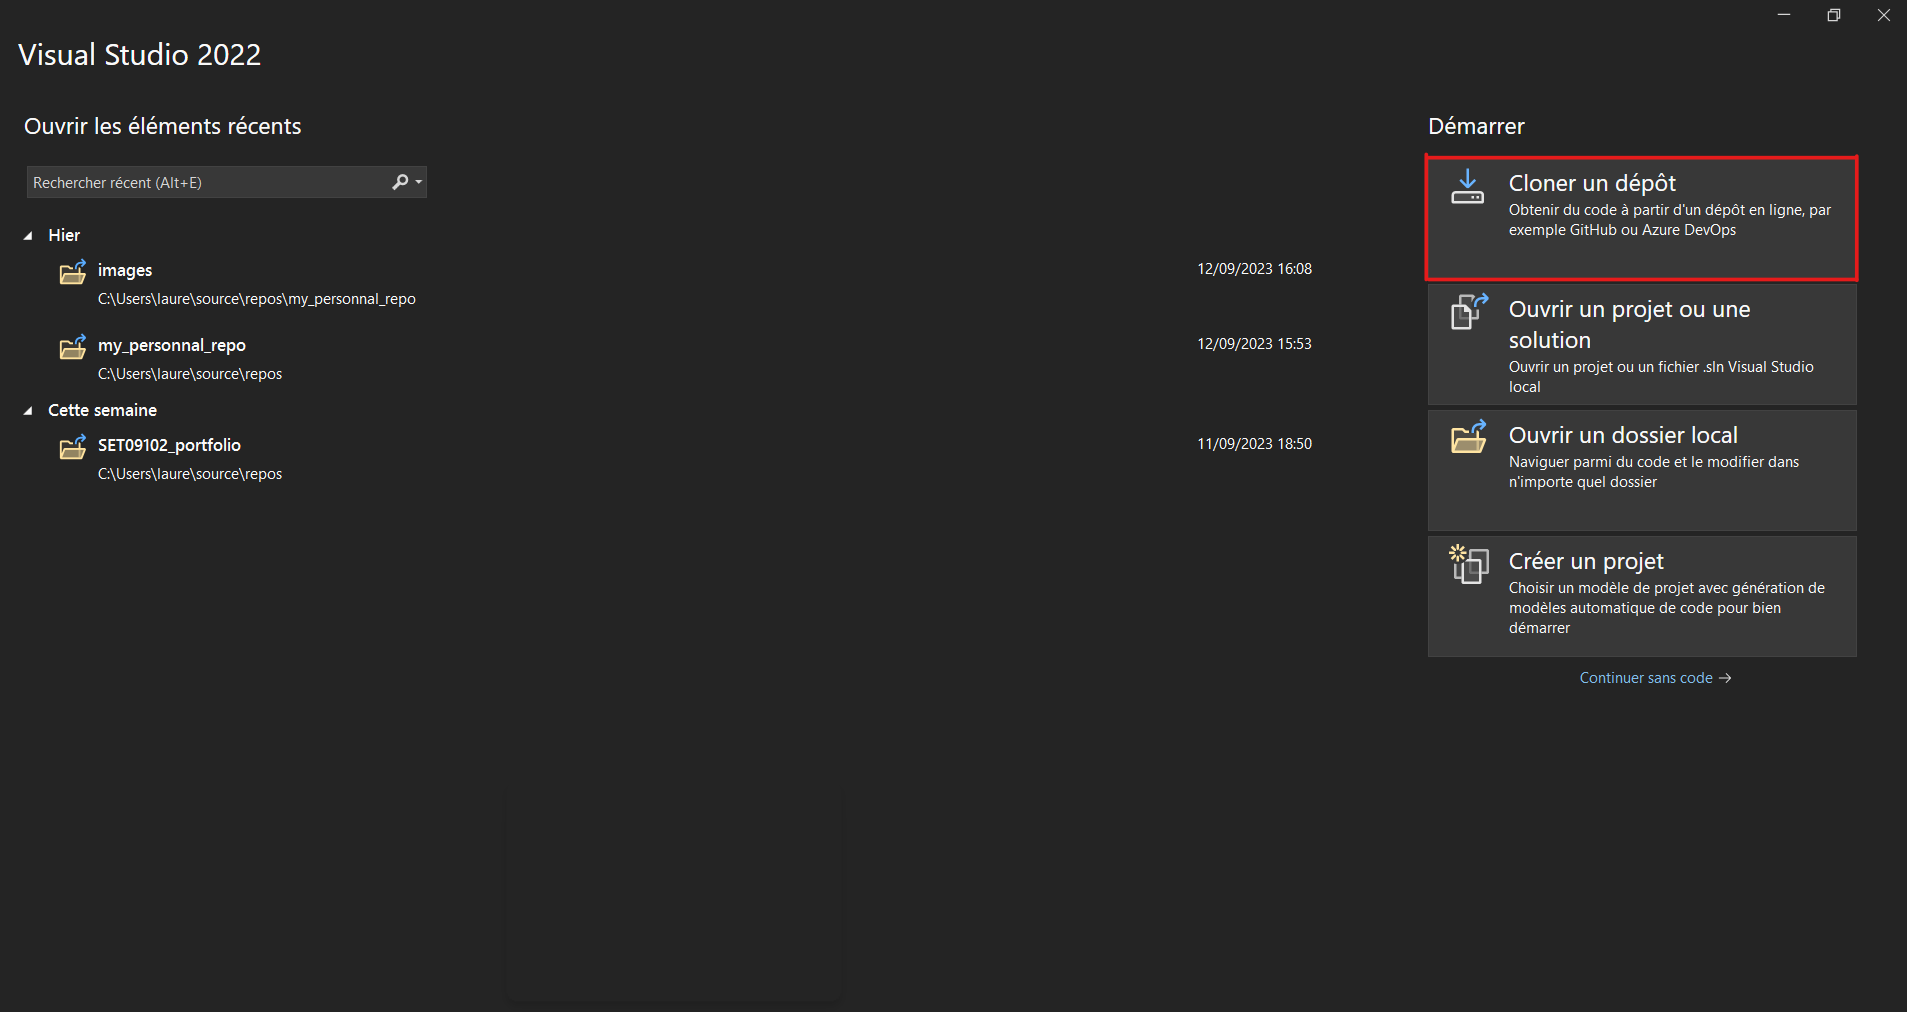 Visual Studio 2022
Ouvrir les éléments récents
Rechercher récent (Alt+E)
Hier
images
12/09/2023 16:08
C:\Users\laure\source\repos\my_personnal_repo
my_personnal_repo
12/09/2023 15:53
C:\Users\laure\source\repos
Cette semaine
SET09102_portfolio
11/09/2023 18:50
C:\Users\laure\source\repos
Démarrer
Cloner un dépôt
Obtenir du code à partir d'un dépôt en ligne, par
exemple GitHub ou Azure DevOps
Ouvrir un projet ou une
solution
Ouvrir un projet ou un fichier .sln Visual Studio
local
Ouvrir un dossier local
Naviguer parmi du code et le modifier dans
n'importe quel dossier
Créer un projet
Choisir un modèle de projet avec génération de
modèles automatique de code pour bien
démarrer
Continuer sans code →